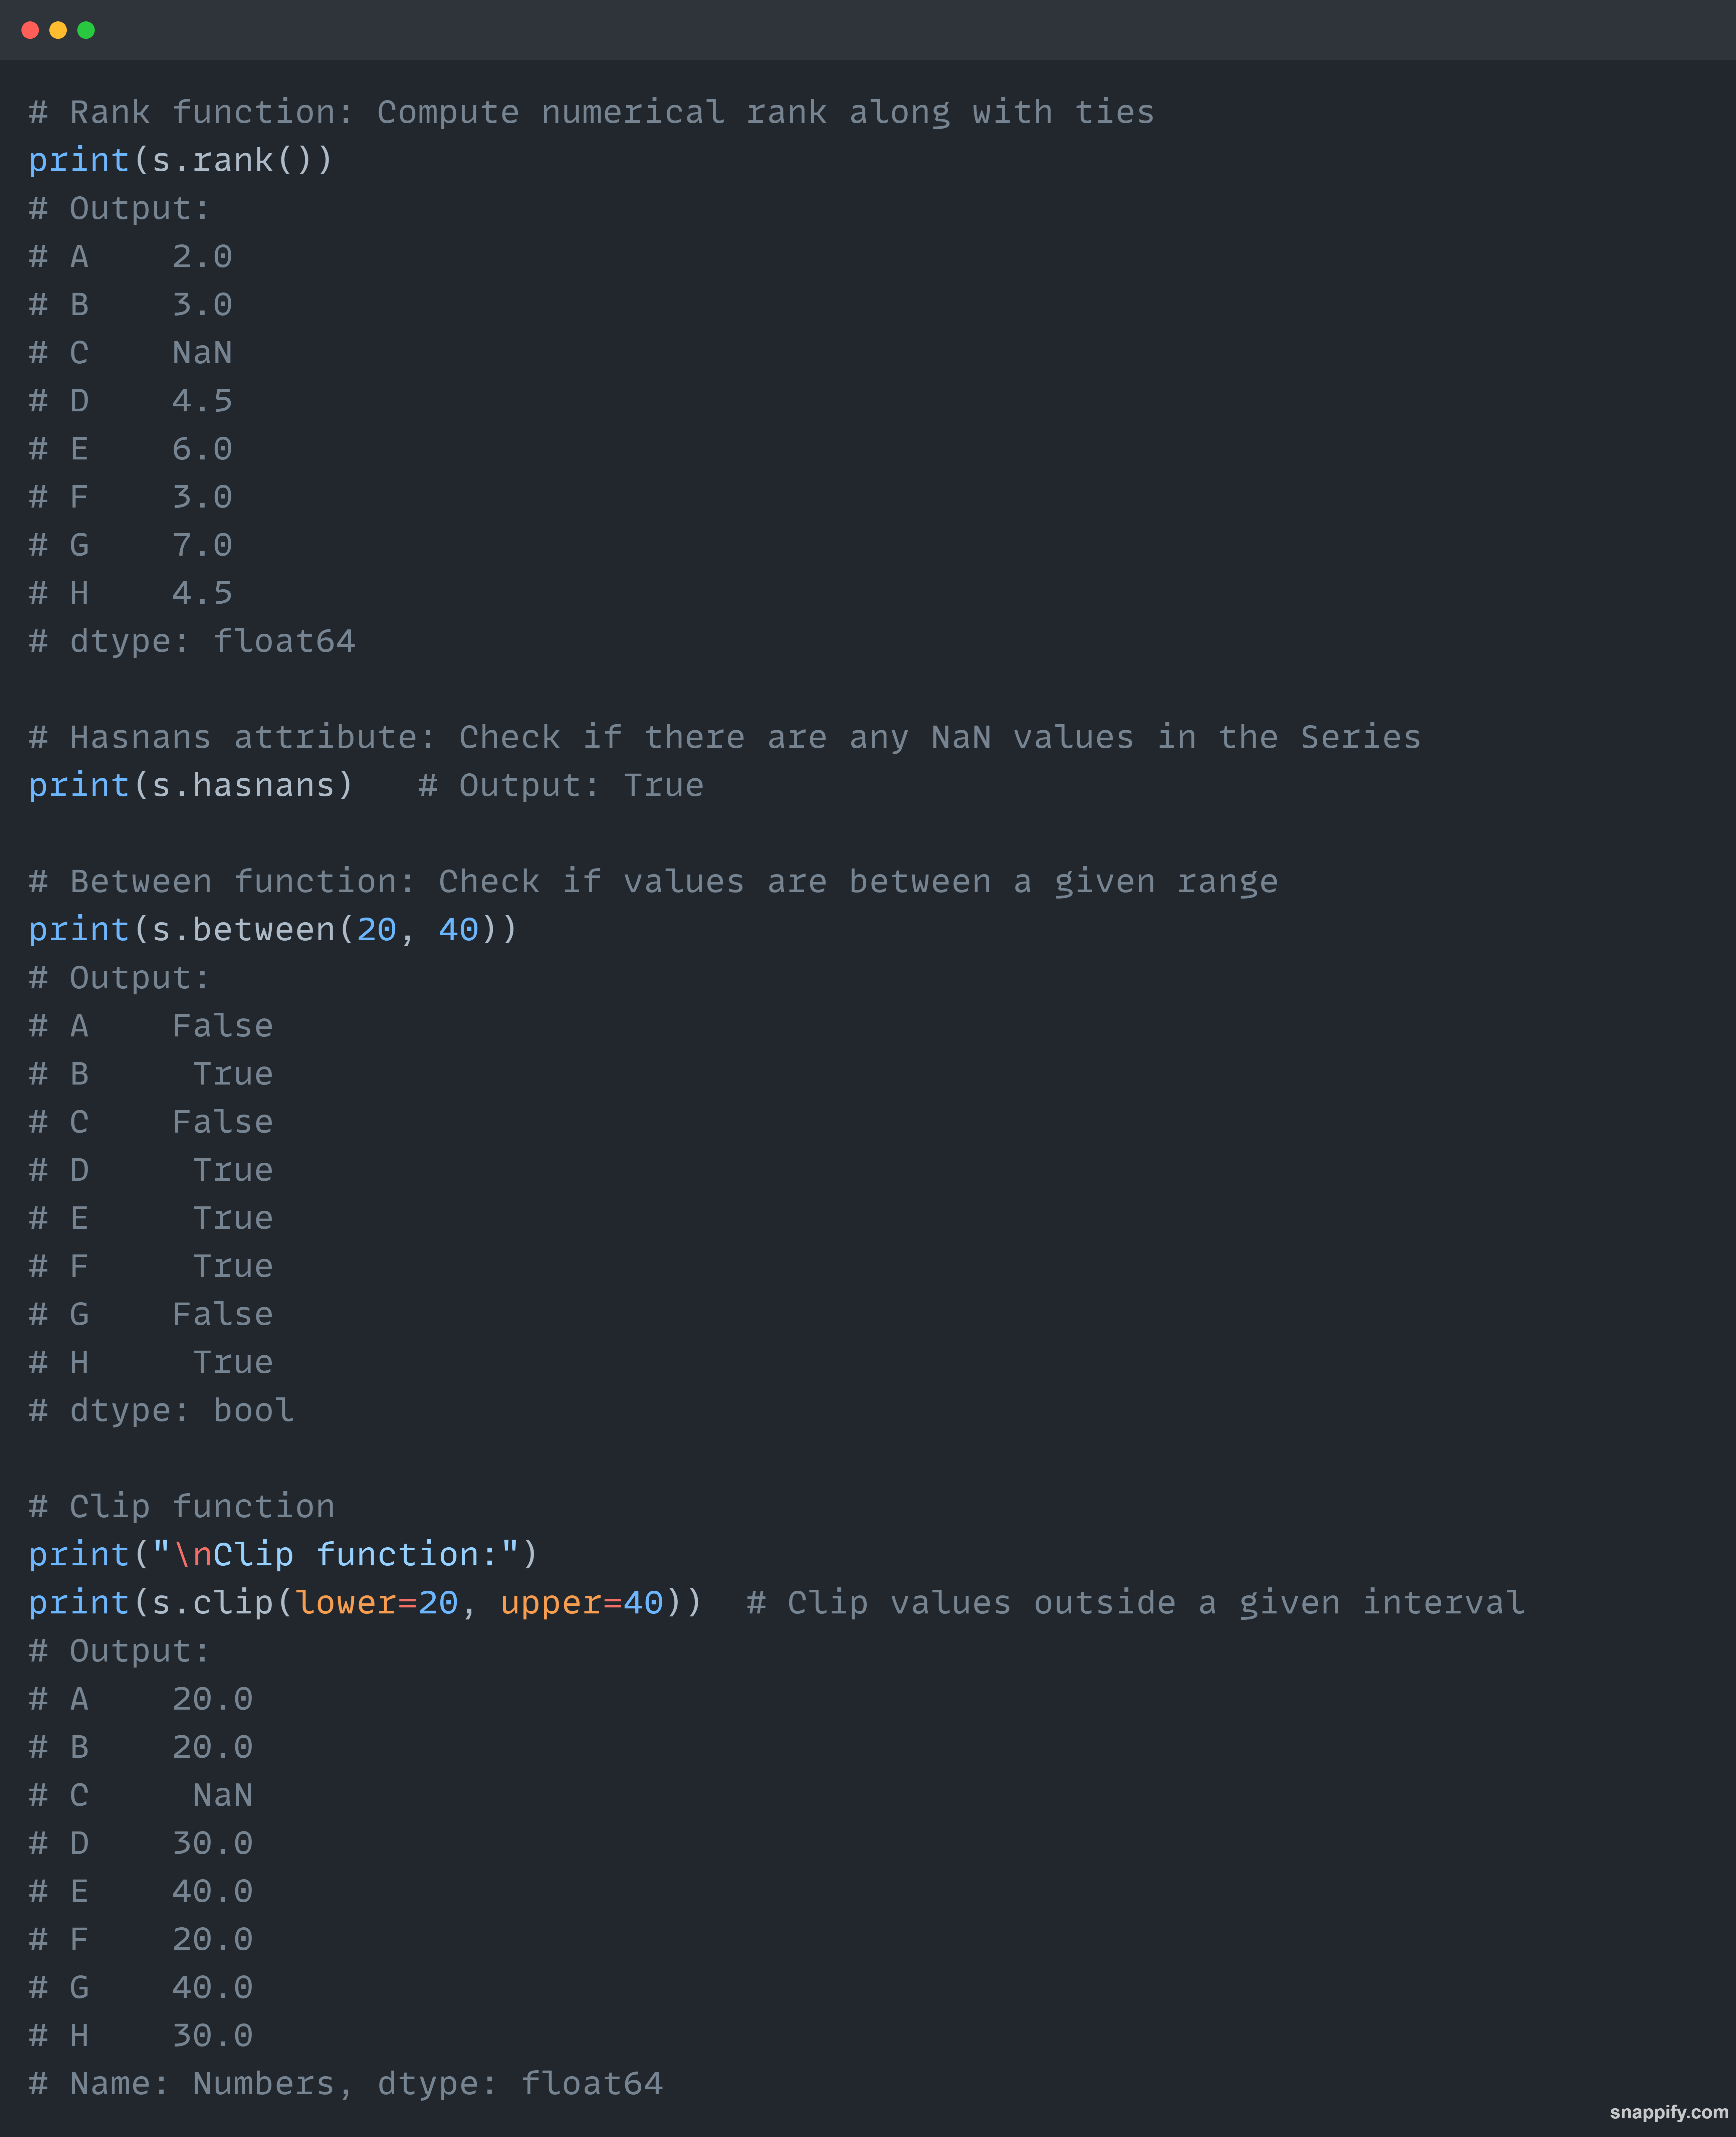 # Rank function: Compute numerical rank along with ties
print(s.rank())
# Output:
# A    2.0
# B    3.0
# C    NaN
# D    4.5
# E    6.0
# F    3.0
# G    7.0
# H    4.5
# dtype: float64

# Hasnans attribute: Check if there are any NaN values in the Series
print(s.hasnans)   # Output: True

# Between function: Check if values are between a given range
print(s.between(20, 40))
# Output:
# A    False
# B     True
# C    False
# D     True
# E     True
# F     True
# G    False
# H     True
# dtype: bool

# Clip function
print("\nClip function:")
print(s.clip(lower=20, upper=40))  # Clip values outside a given interval
# Output:
# A    20.0
# B    20.0
# C     NaN
# D    30.0
# E    40.0
# F    20.0
# G    40.0
# H    30.0
# Name: Numbers, dtype: float64
snappify.com